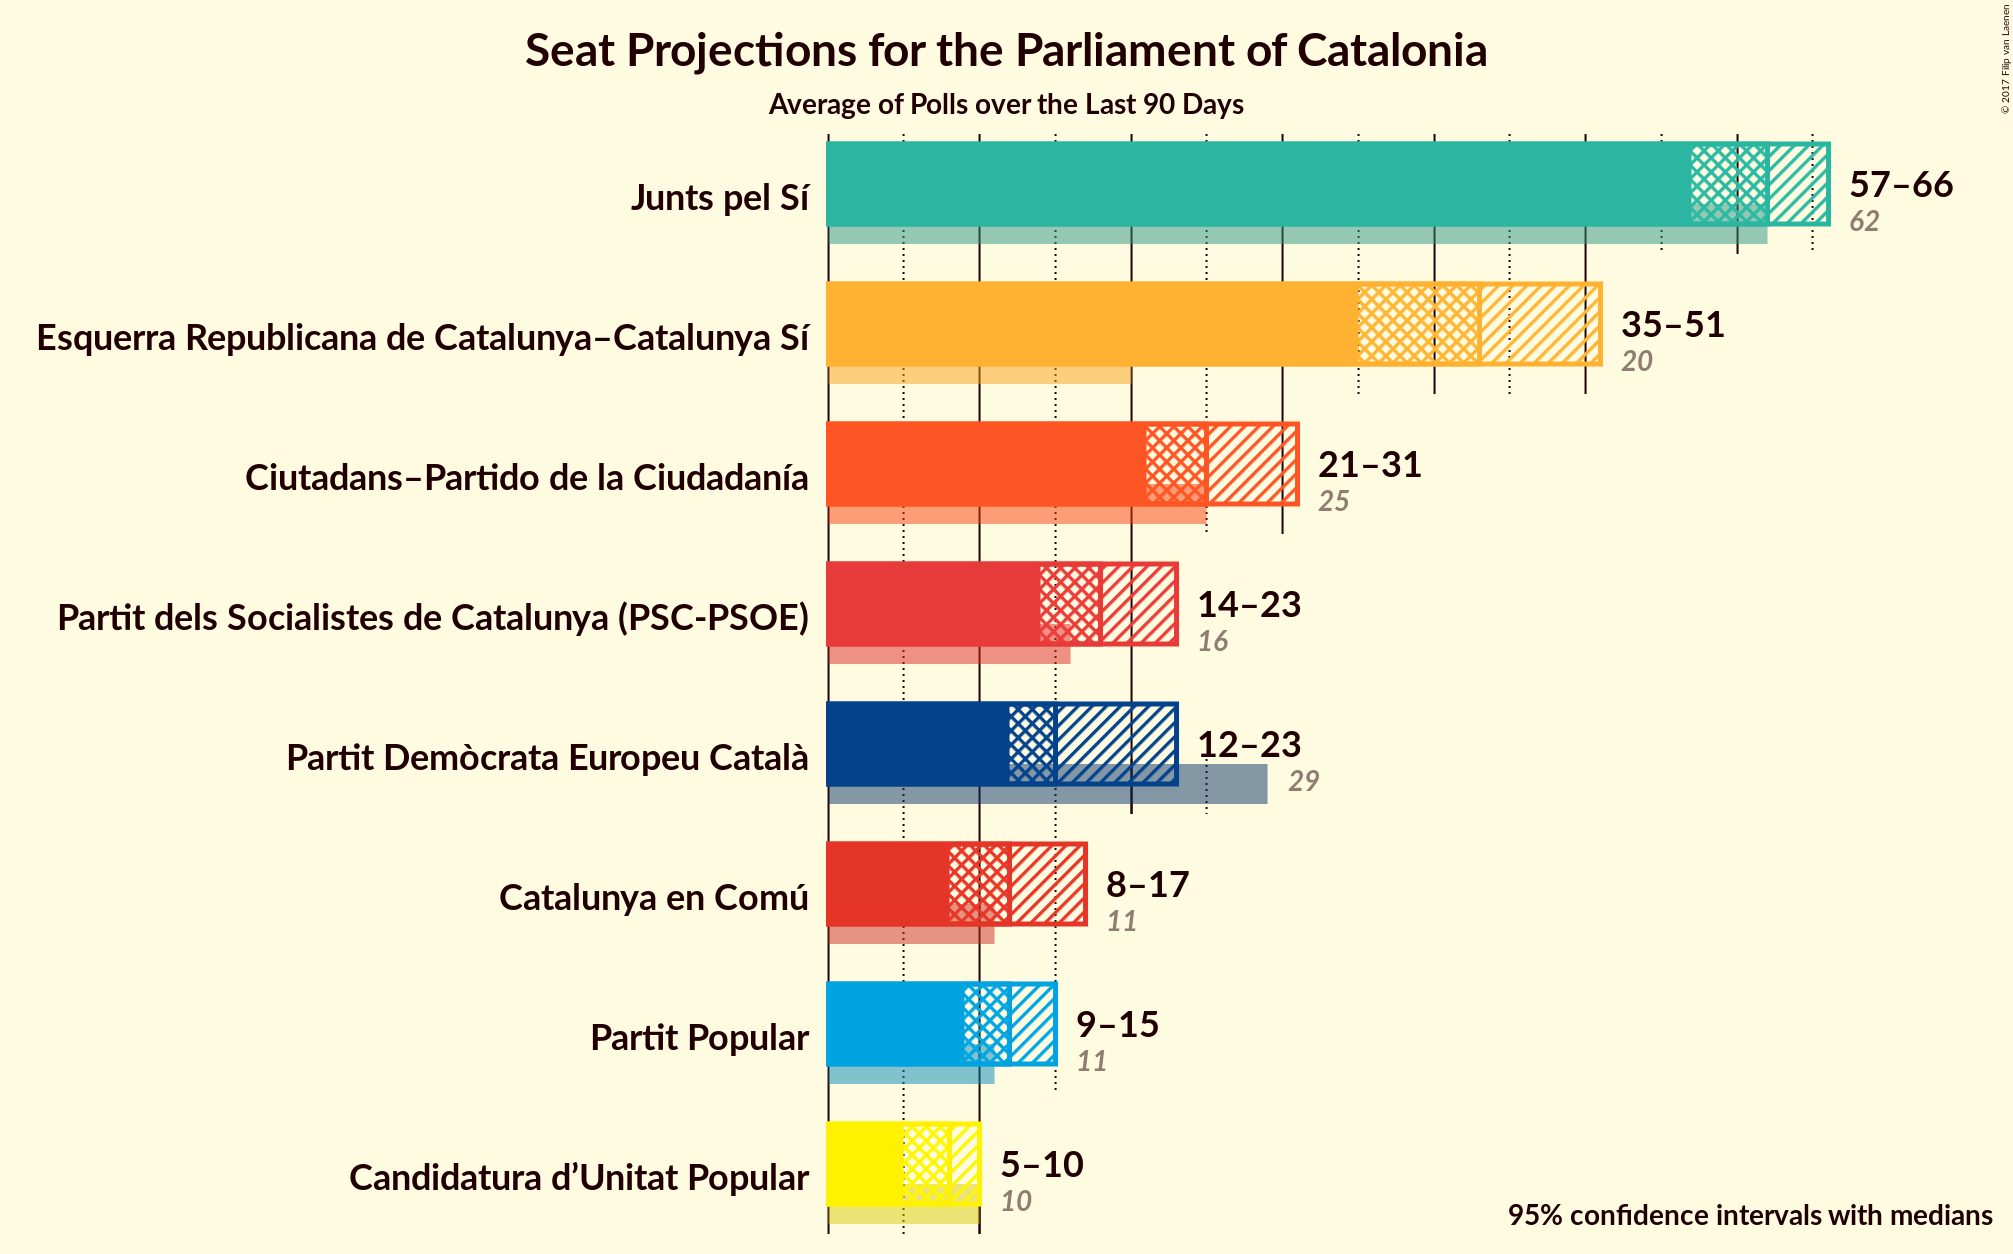 Seat Projections for the Parliament of Catalonia
Average of Polls over the Last 90 Days
© 2017 Filip van Laenen
Junts pel Sí
57–66
62
Esquerra Republicana de Catalunya–Catalunya Sí
35–51
20
Ciutadans–Partido de la Ciudadanía
21–31
25
Partit dels Socialistes de Catalunya (PSC-PSOE)
14–23
16
Partit Demòcrata Europeu Català
12–23
29
Catalunya en Comú
8–17
11
Partit Popular
9–15
11
Candidatura d’Unitat Popular
5–10
10
95% confidence intervals with medians